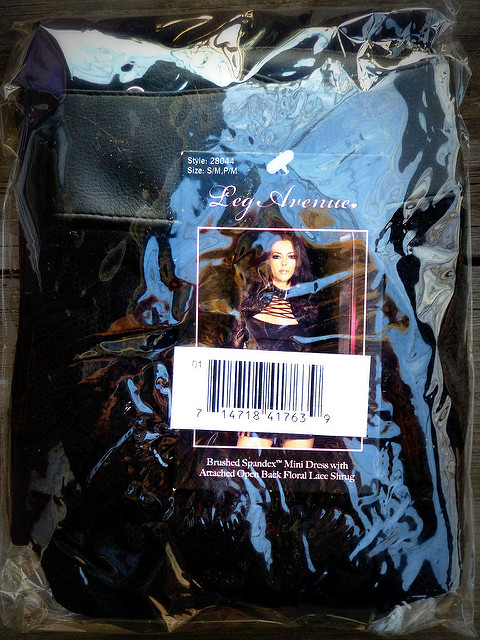 Style: 28044
Size: S/M,P/M
Leg Avenue.
01
7 14718 41763 9
Brushed Spandex™ Mini Dress with
Attached Open Back Floral Lace Shrug